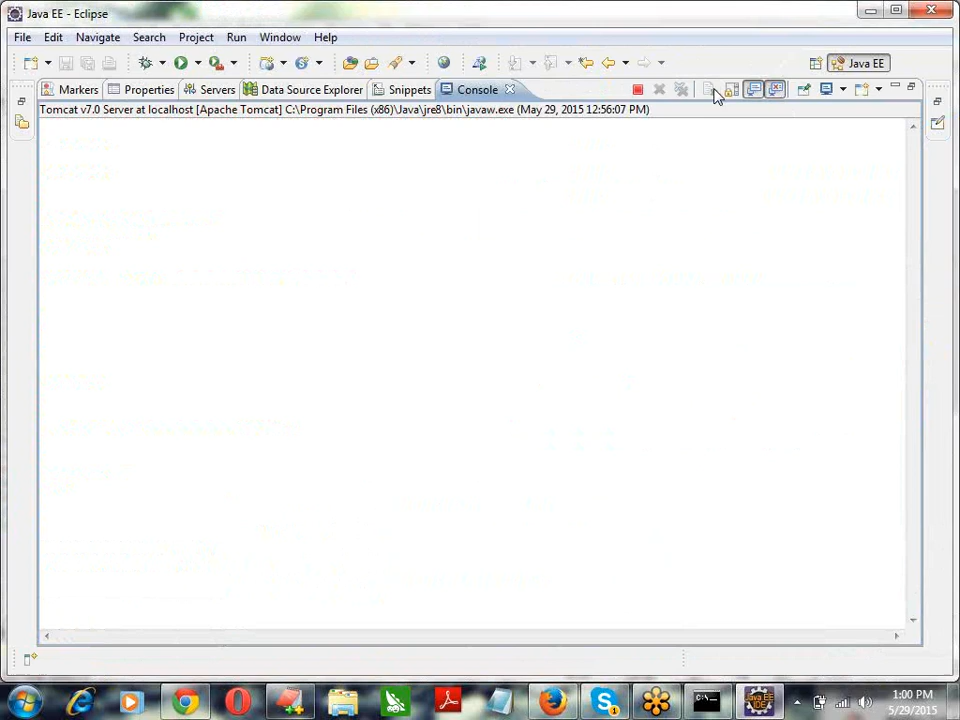 Java EE - Eclipse
File Edit Navigate Search Project Run Window Help
Java EE
Markers Properties Servers Data Source Explorer Snippets Console
Tomcat v7.0 Server at localhost [Apache Tomcat] C:\Program Files (x86)\Java\jre8\bin\javaw.exe (May 29, 2015 12:56:07 PM)
1:00 PM
5/29/2015